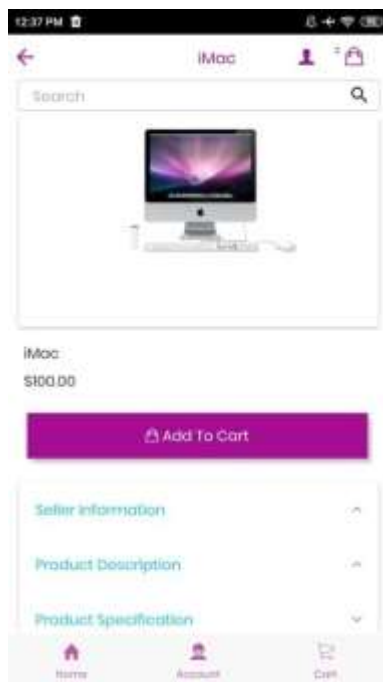 12:37 PM
iMac
Search
iMac
$100.00
Add To Cart
Seller Information
Product Description
Product Specification
Home
Account
Cart